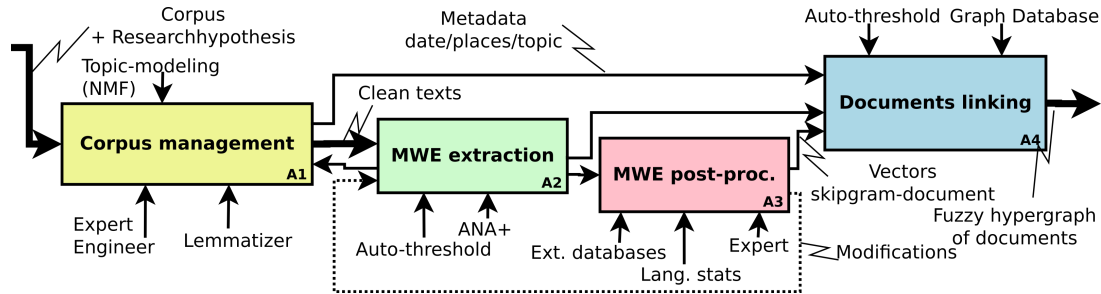 Corpus
+ Researchhypothesis
Metadata
date/places/topic
Auto-threshold
Graph Database
Topic-modeling
(NMF)
Clean texts
Documents linking
A4
Corpus management
A1
MWE extraction
A2
MWE post-proc.
A3
Vectors
skipgram-document
Fuzzy hypergraph
of documents
Expert
Engineer
Lemmatizer
Auto-threshold
ANA+
Ext. databases
Lang. stats
Expert
Modifications